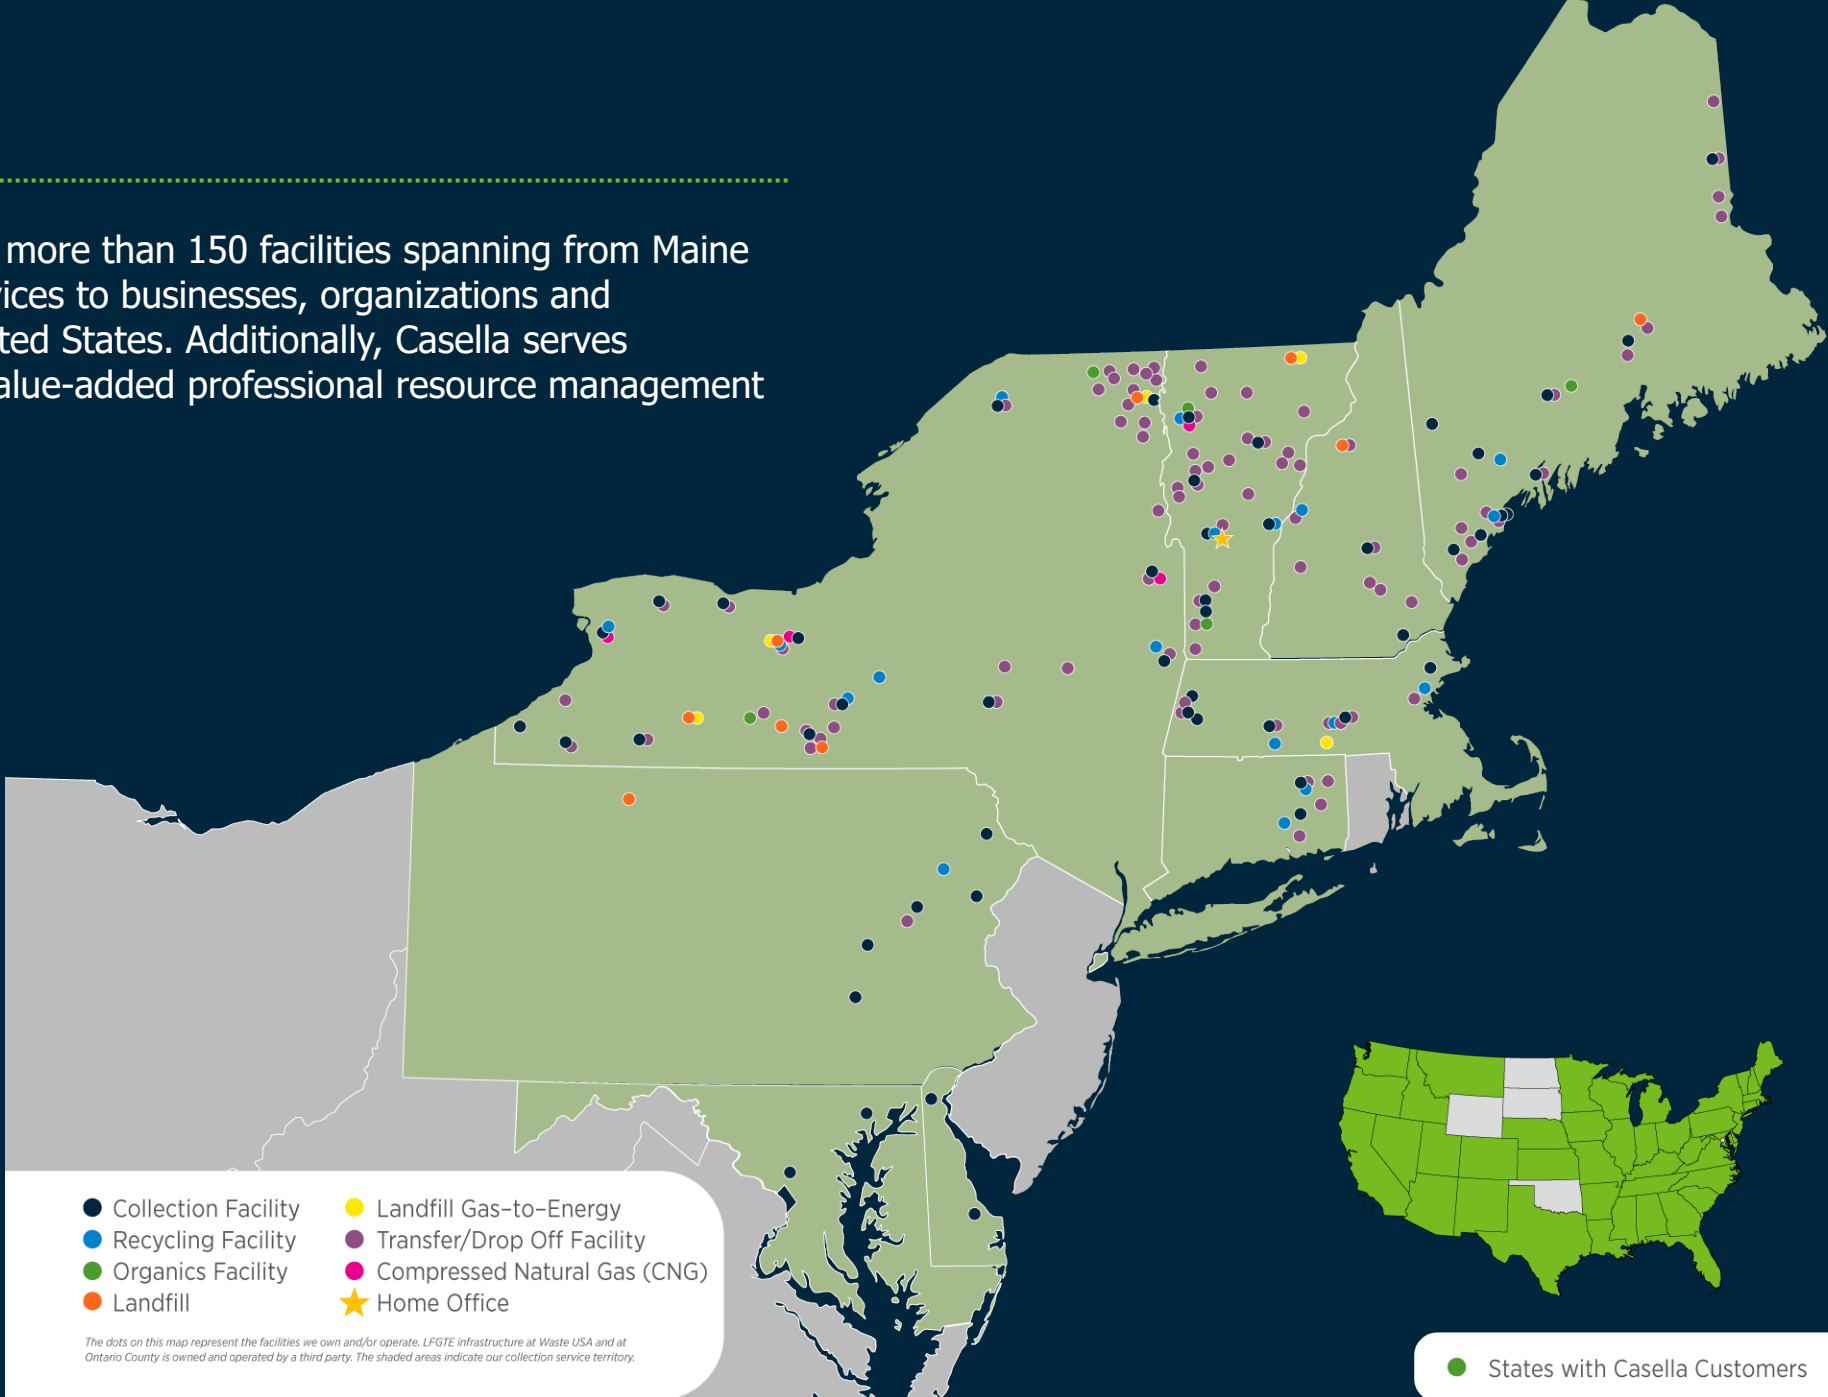 more than 150 facilities spanning from Maine
vices to businesses, organizations and
ted States. Additionally, Casella serves
alue-added professional resource management
Collection Facility
Recycling Facility
Organics Facility
Landfill
Landfill Gas-to-Energy
Transfer/Drop Off Facility
Compressed Natural Gas (CNG)
Home Office
The dots on this map represent the facilities we own and/or operate. LFGTE infrastructure at Waste USA and at
Ontario County is owned and operated by a third party. The shaded areas indicate our collection service territory.
States with Casella Customers